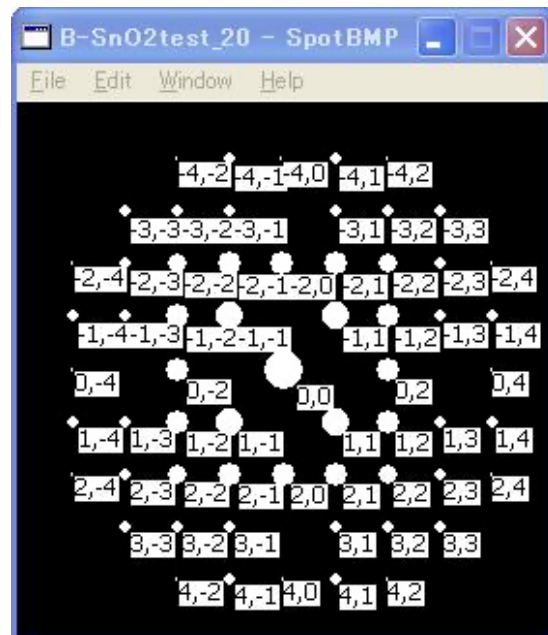 B-SnO2test_20 - SpotBMP
File Edit Window Help
-4,-2 -4,-1 -4,0 -4,1 -4,2
-3,-3 -3,-2 -3,-1 -3,1 -3,2 -3,3
-2,-4 -2,-3 -2,-2 -2,-1 -2,0 -2,1 -2,2 -2,3 -2,4
-1,-4 -1,-3 -1,-2 -1,-1 -1,1 -1,2 -1,3 -1,4
0,-4 0,-2 0,0 0,2 0,4
1,-4 1,-3 1,-2 1,-1 1,1 1,2 1,3 1,4
2,-4 2,-3 2,-2 2,-1 2,0 2,1 2,2 2,3 2,4
3,-3 3,-2 3,-1 3,1 3,2 3,3
4,-2 4,-1 4,0 4,1 4,2